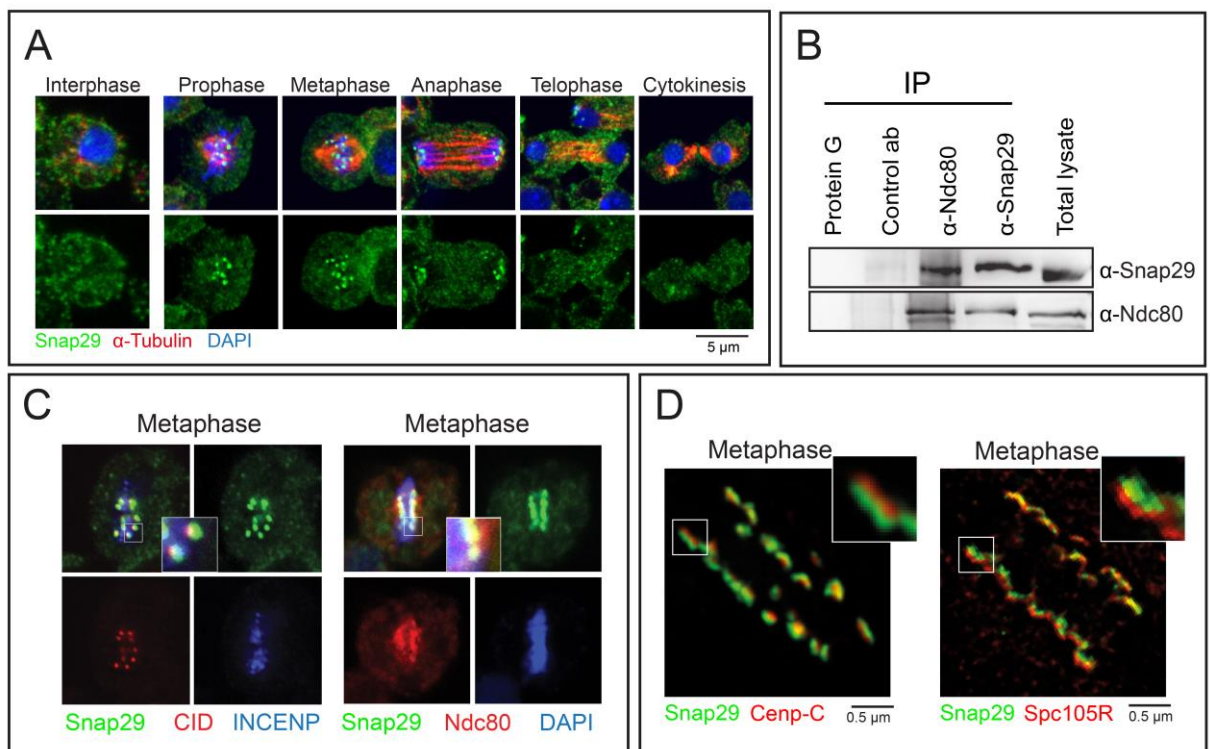 A
Interphase Prophase Metaphase Anaphase Telophase Cytokinesis
Snap29 α-Tubulin DAPI
5 µm
B
IP
Protein G
Control ab
α-Ndc80
α-Snap29
Total lysate
α-Snap29
α-Ndc80
C
Metaphase Metaphase
Snap29 CID INCENP Snap29 Ndc80 DAPI
D
Metaphase Metaphase
Snap29 Cenp-C 0.5 µm Snap29 Spc105R 0.5 µm